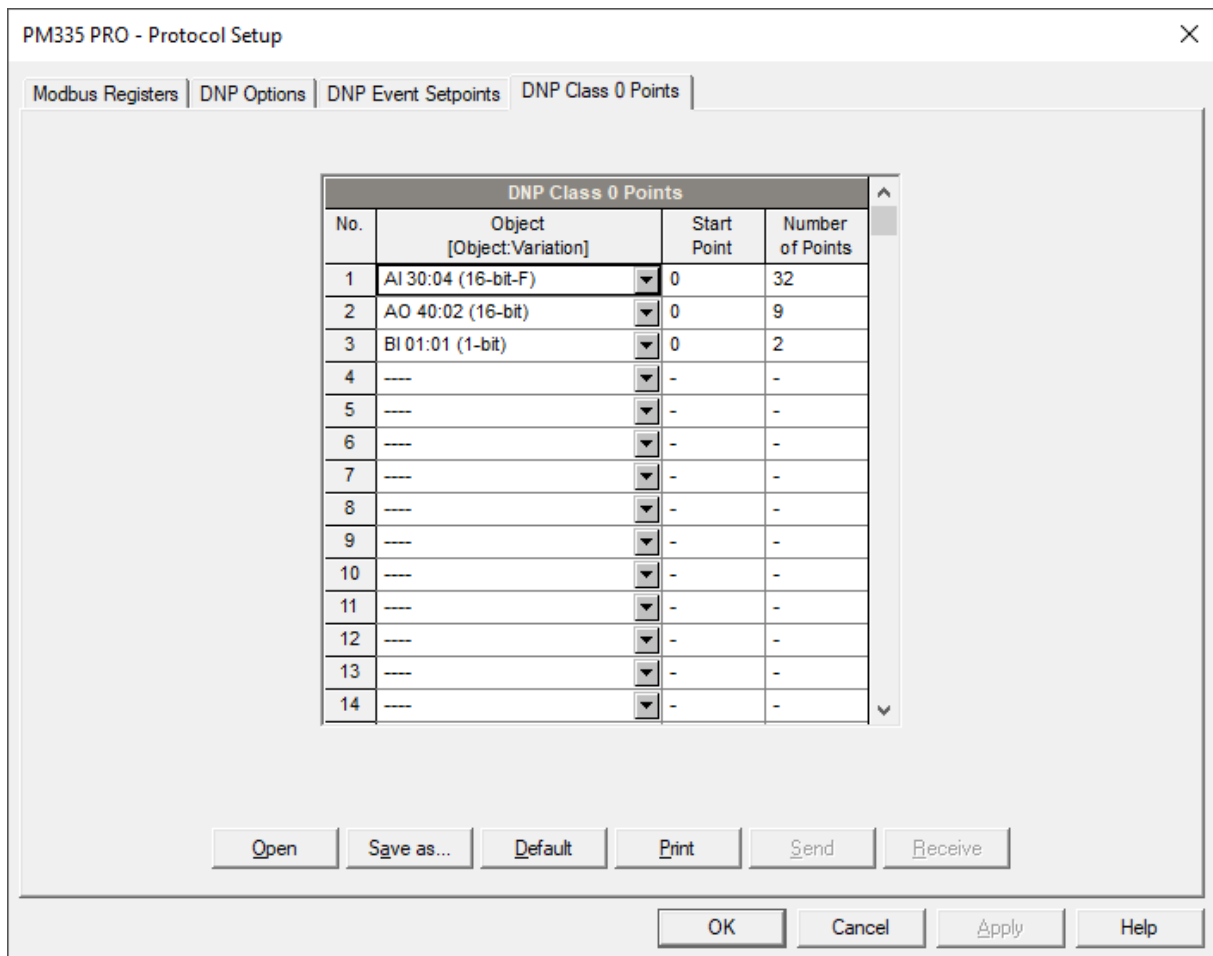 PM335 PRO - Protocol Setup
Modbus Registers DNP Options DNP Event Setpoints DNP Class 0 Points
DNP Class 0 Points
No. Object [Object:Variation] Start Point Number of Points
1 AI 30:04 (16-bit-F) 0 32
2 AO 40:02 (16-bit) 0 9
3 BI 01:01 (1-bit) 0 2
4 ---- - -
5 ---- - -
6 ---- - -
7 ---- - -
8 ---- - -
9 ---- - -
10 ---- - -
11 ---- - -
12 ---- - -
13 ---- - -
14 ---- - -
Open Save as... Default Print Send Receive
OK Cancel Apply Help